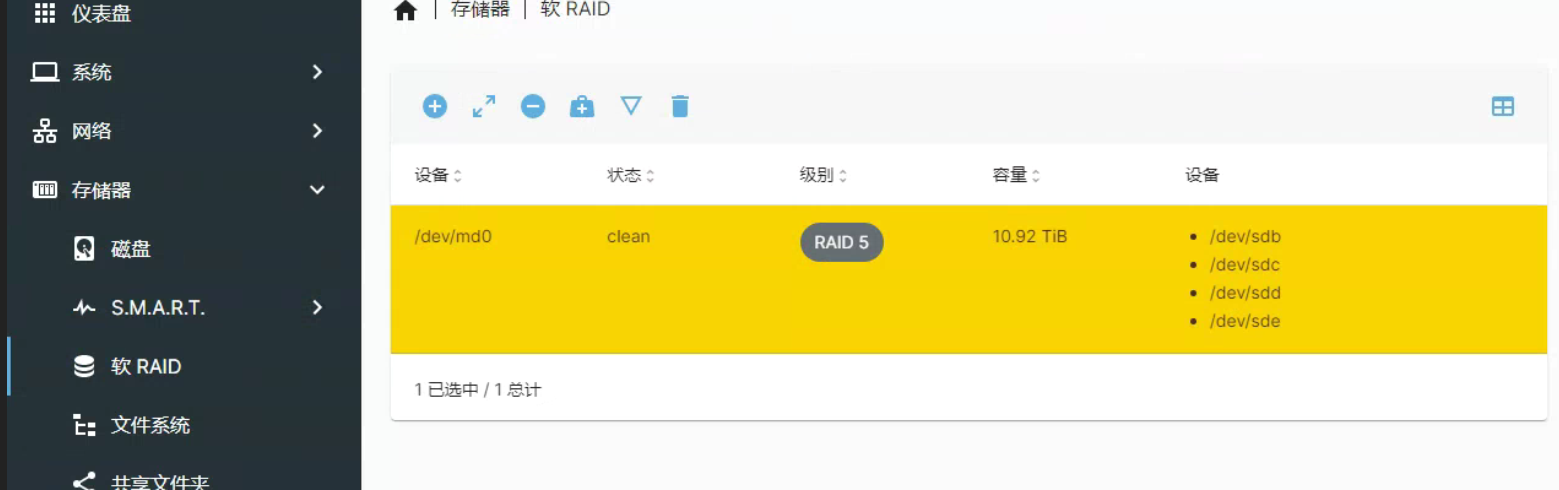 仪表盘
系统
网络
存储器
磁盘
S.M.A.R.T.
软 RAID
文件系统
共享文件夹
| 存储器 | 软 RAID
设备 状态 级别 容量 设备
/dev/md0 clean RAID 5 10.92 TiB /dev/sdb
/dev/sdc
/dev/sdd
/dev/sde
1 已选中 / 1 总计